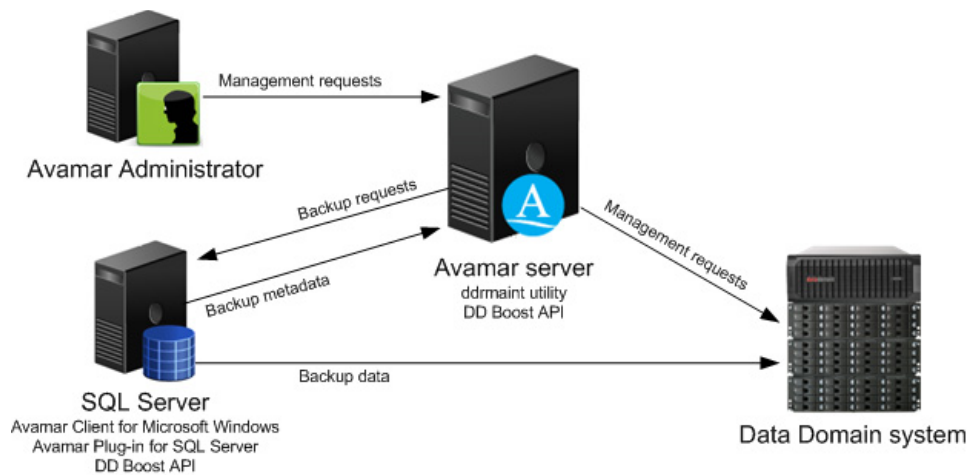 Management requests
Avamar Administrator
Backup requests
Management requests
A
Avamar server
ddrmaint utility
DD Boost API
Backup metadata
Backup data
SQL Server
Avamar Client for Microsoft Windows
Avamar Plug-in for SQL Server
DD Boost API
Data Domain system